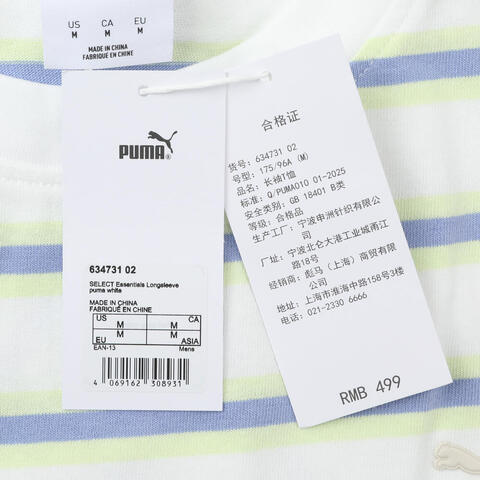 US CA EU
M M M
MADE IN CHINA
FABRIQUÉ EN CHINE
PUMA
634731 02
SELECT Essentials Longsleeve
puma white
MADE IN CHINA
FABRIQUÉ EN CHINE
US M M CA
EU M M ASIA
EAN-13 Mens
4 069162 308931
合格证
货号: 634731 02
号型: 175/96A (M)
品名: 长袖T恤
标准: Q/PUMA010 01-2025
安全类别: GB 18401 B类
等级: 合格品
生产工厂: 宁波申洲针织有限公司
厂址: 宁波北仑大港工业城甬江路18号
经销商: 彪马（上海）商贸有限公司
地址: 上海市淮海中路158号3楼
电话: 021-2330 6666
RMB 499